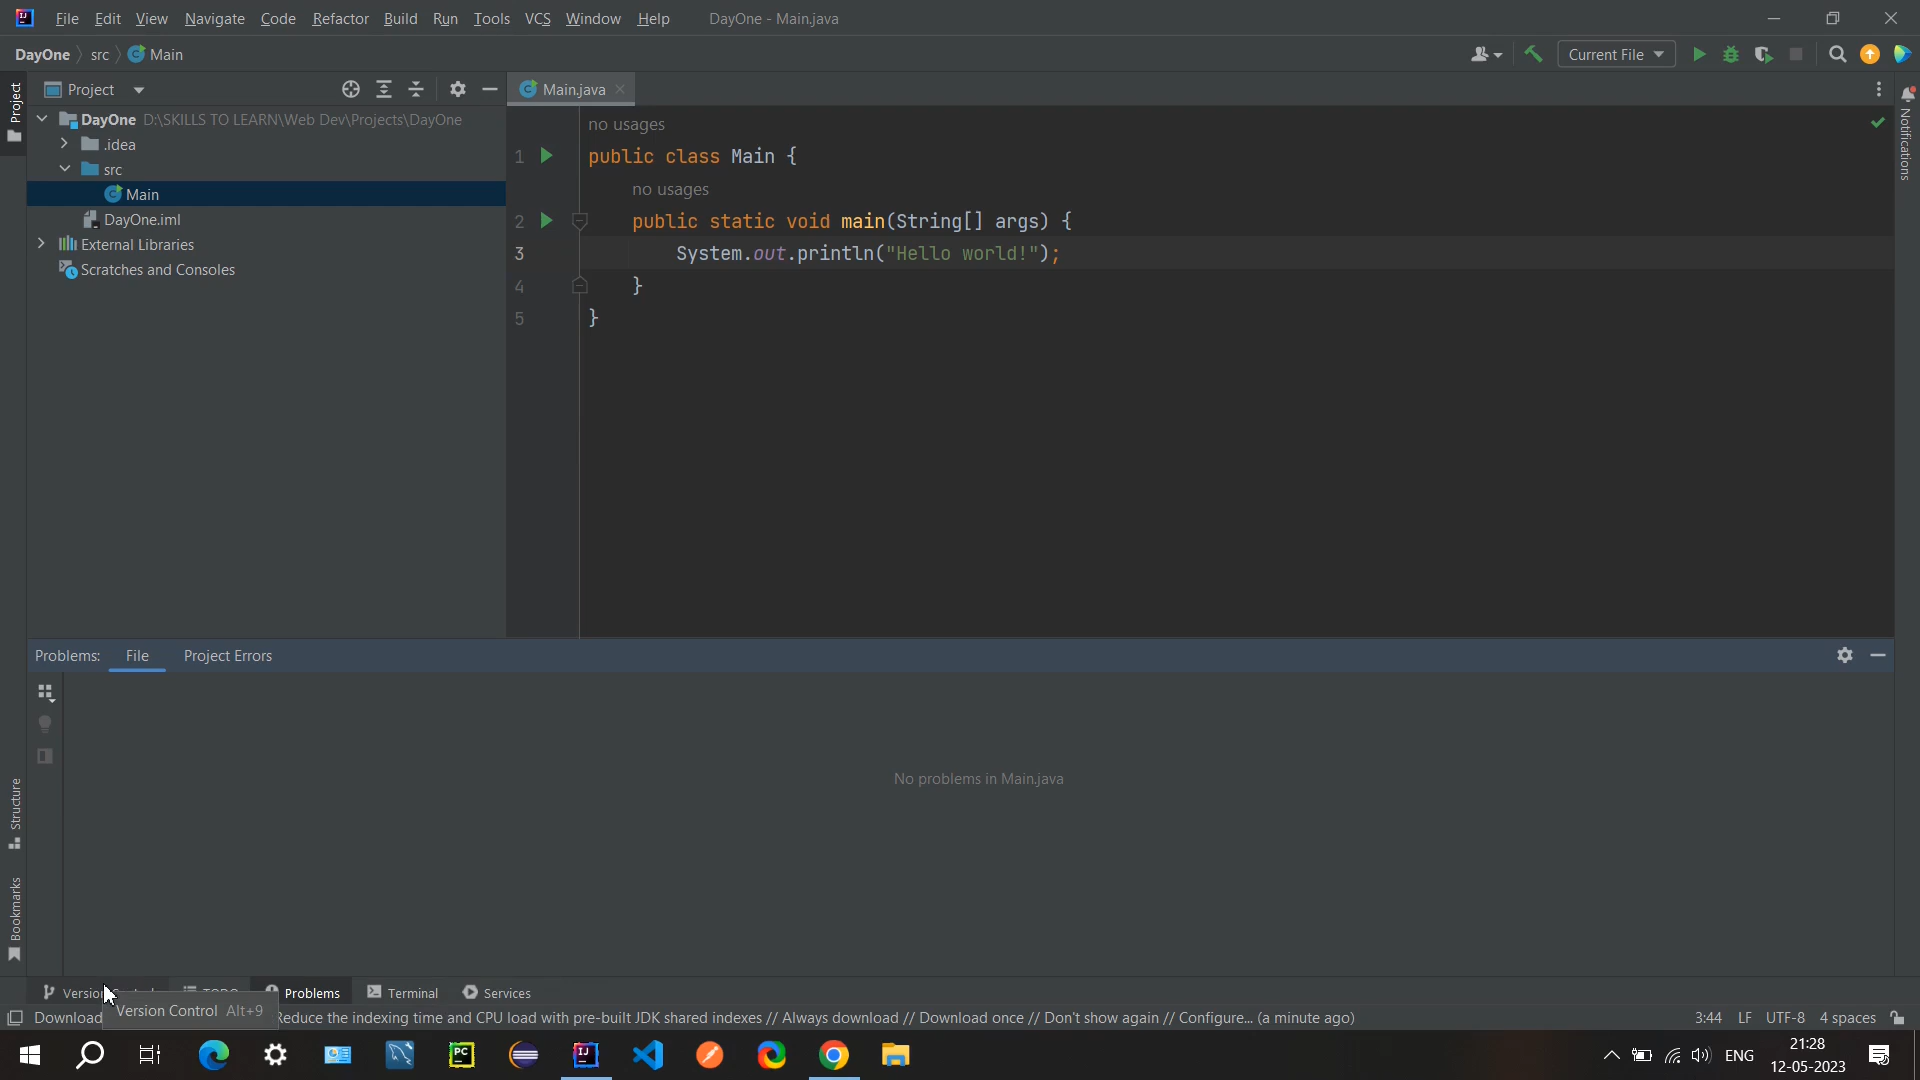 File Edit View Navigate Code Refactor Build Run Tools VCS Window Help DayOne - Main.java
DayOne src Main
Current File
Project
Project
Main.java
DayOne D:\SKILLS TO LEARN\Web Dev\Projects\DayOne
.idea
src
Main
DayOne.iml
External Libraries
Scratches and Consoles
no usages
1 public class Main {
no usages
2 public static void main(String[] args) {
3 System.out.println("Hello world!");
4 }
5 }
Notifications
Problems: File Project Errors
No problems in Main.java
Structure
Bookmarks
Problems Terminal Services
Version Control Alt+9
Download Reduce the indexing time and CPU load with pre-built JDK shared indexes // Always download // Download once // Don't show again // Configure... (a minute ago)
3:44 LF UTF-8 4 spaces
ENG
21:28
12-05-2023